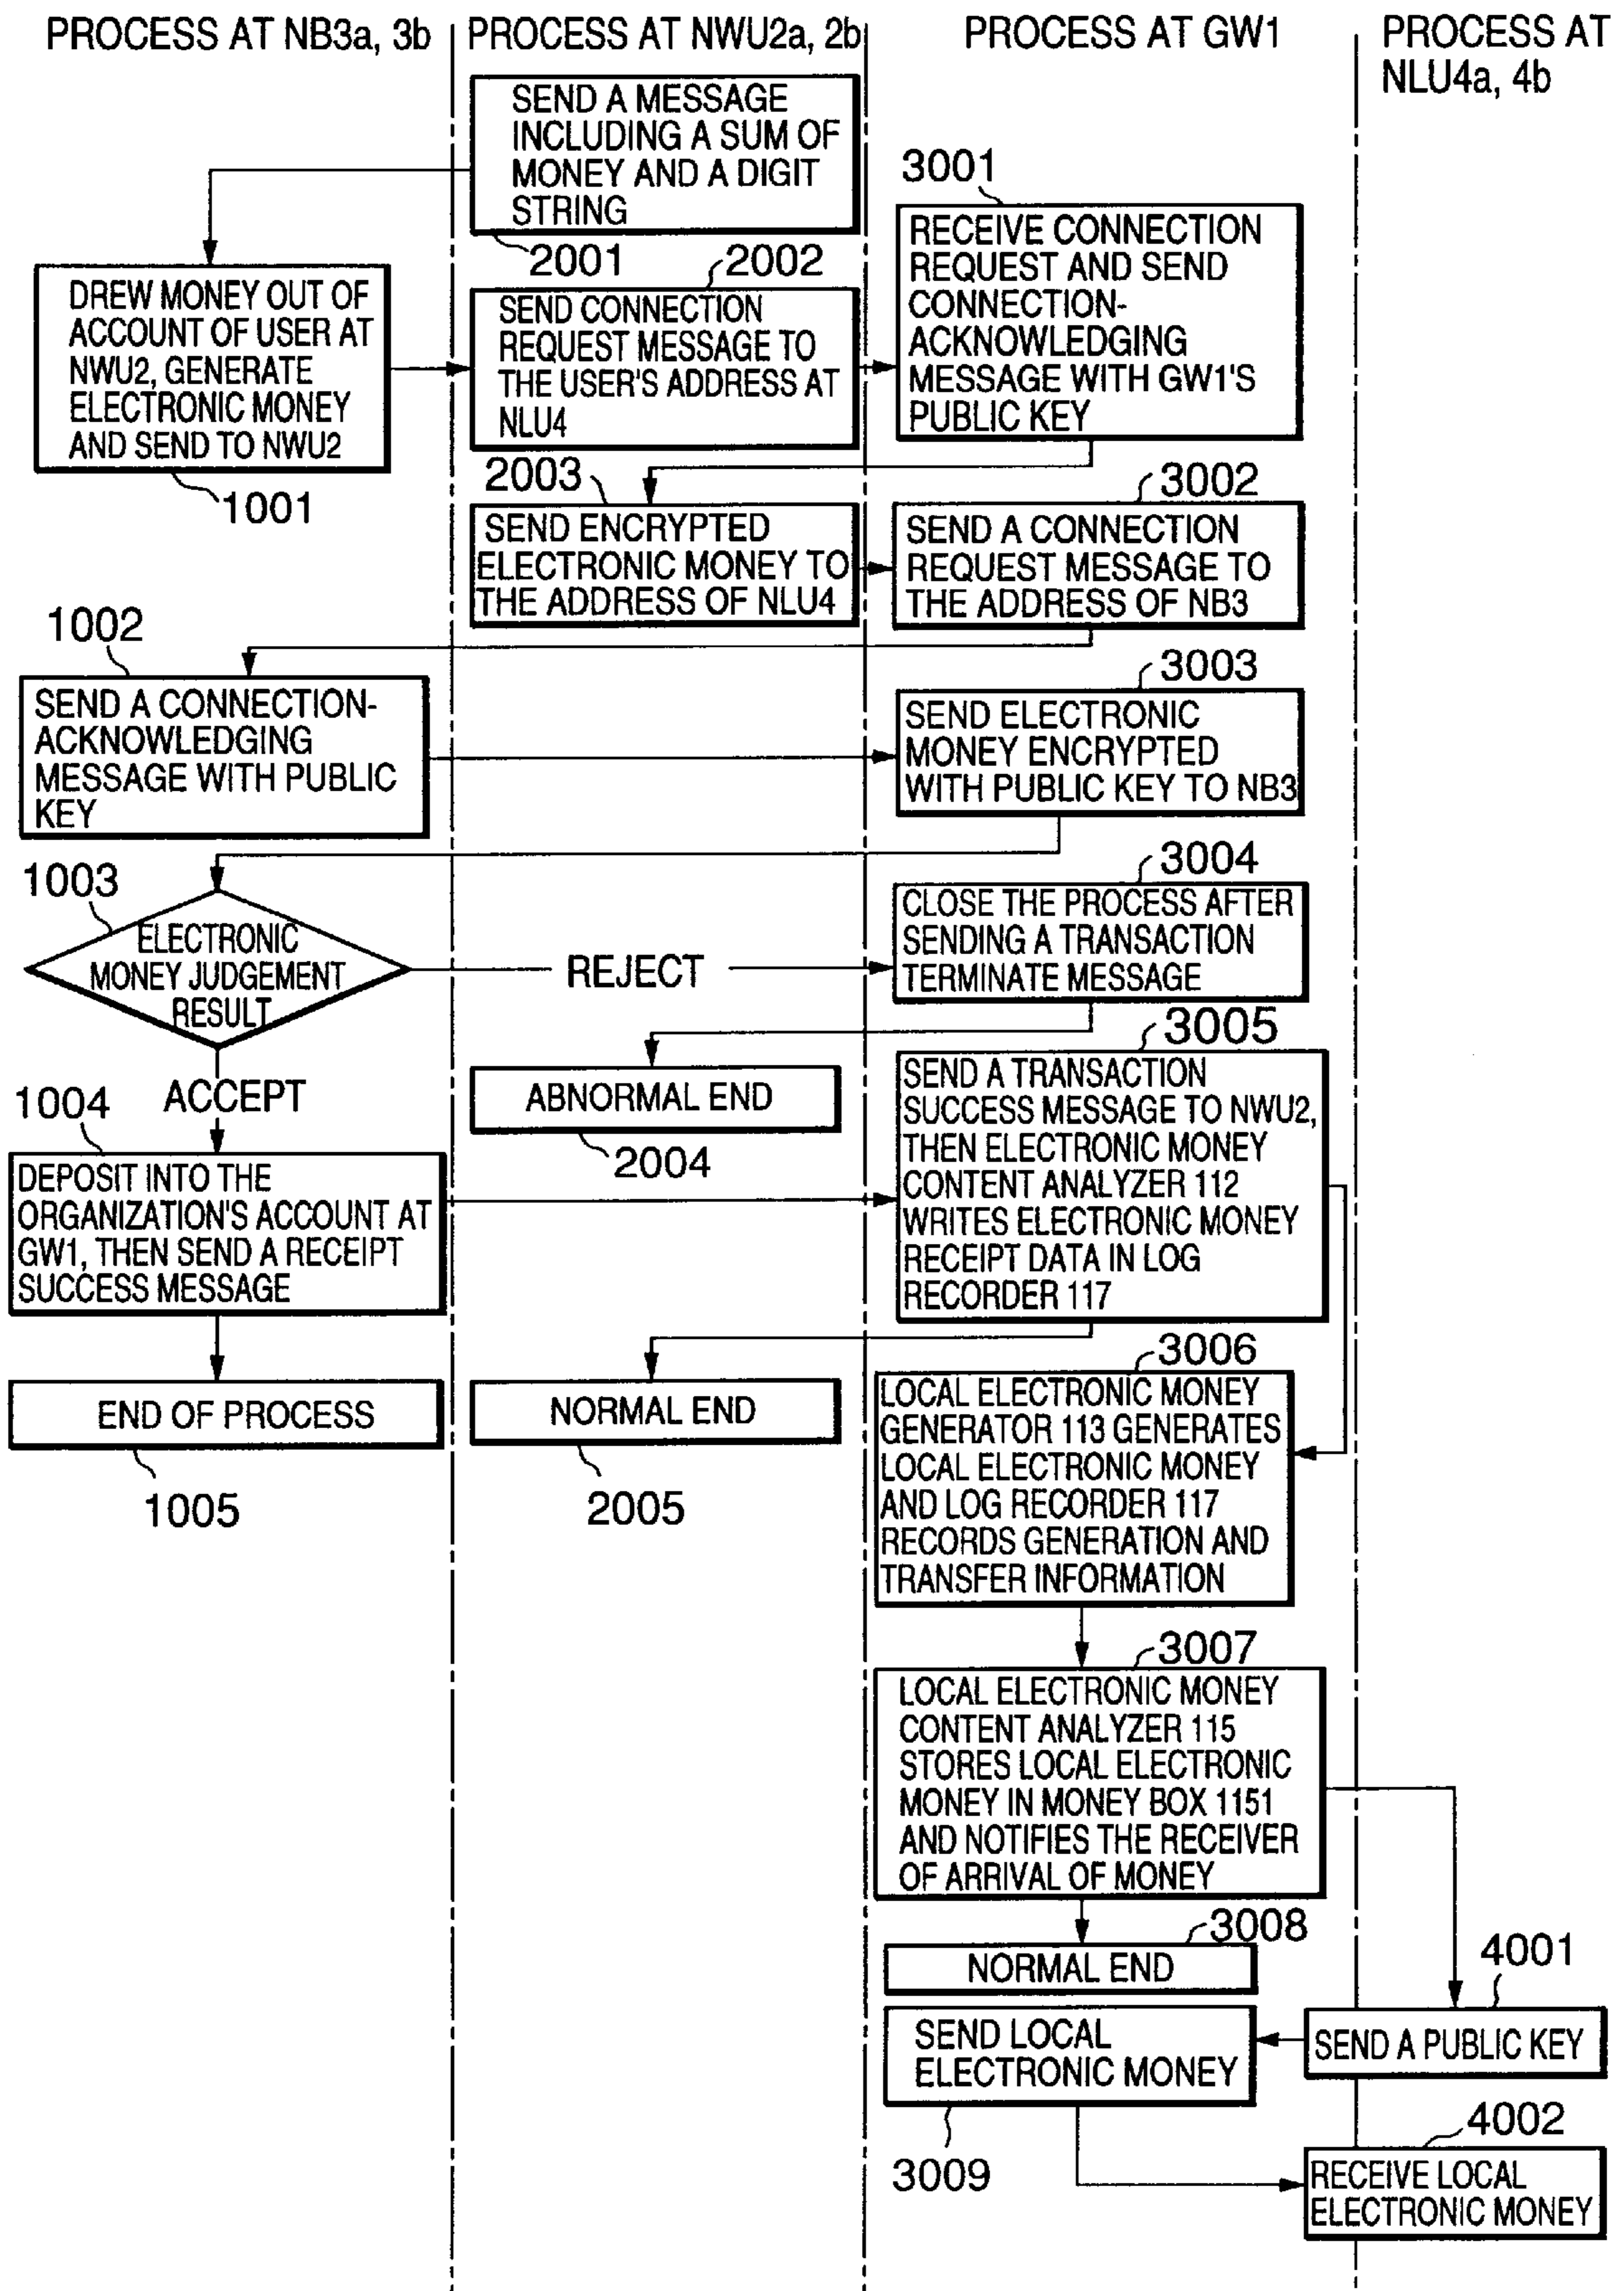 PROCESS AT NB3a, 3b
PROCESS AT NWU2a, 2b
PROCESS AT GW1
PROCESS AT
NLU4a, 4b
SEND A MESSAGE
INCLUDING A SUM OF
MONEY AND A DIGIT
STRING
2001
DREW MONEY OUT OF
ACCOUNT OF USER AT
NWU2, GENERATE
ELECTRONIC MONEY
AND SEND TO NWU2
1001
2002
SEND CONNECTION
REQUEST MESSAGE TO
THE USER'S ADDRESS AT
NLU4
3001
RECEIVE CONNECTION
REQUEST AND SEND
CONNECTION-
ACKNOWLEDGING
MESSAGE WITH GW1'S
PUBLIC KEY
2003
SEND ENCRYPTED
ELECTRONIC MONEY TO
THE ADDRESS OF NLU4
3002
SEND A CONNECTION
REQUEST MESSAGE TO
THE ADDRESS OF NB3
1002
SEND A CONNECTION-
ACKNOWLEDGING
MESSAGE WITH PUBLIC
KEY
3003
SEND ELECTRONIC
MONEY ENCRYPTED
WITH PUBLIC KEY TO NB3
1003
ELECTRONIC
MONEY JUDGEMENT
RESULT
REJECT
3004
CLOSE THE PROCESS AFTER
SENDING A TRANSACTION
TERMINATE MESSAGE
ABNORMAL END
2004
ACCEPT
1004
DEPOSIT INTO THE
ORGANIZATION'S ACCOUNT AT
GW1, THEN SEND A RECEIPT
SUCCESS MESSAGE
3005
SEND A TRANSACTION
SUCCESS MESSAGE TO NWU2,
THEN ELECTRONIC MONEY
CONTENT ANALYZER 112
WRITES ELECTRONIC MONEY
RECEIPT DATA IN LOG
RECORDER 117
END OF PROCESS
1005
NORMAL END
2005
3006
LOCAL ELECTRONIC MONEY
GENERATOR 113 GENERATES
LOCAL ELECTRONIC MONEY
AND LOG RECORDER 117
RECORDS GENERATION AND
TRANSFER INFORMATION
3007
LOCAL ELECTRONIC MONEY
CONTENT ANALYZER 115
STORES LOCAL ELECTRONIC
MONEY IN MONEY BOX 1151
AND NOTIFIES THE RECEIVER
OF ARRIVAL OF MONEY
3008
NORMAL END
4001
SEND A PUBLIC KEY
SEND LOCAL
ELECTRONIC MONEY
3009
4002
RECEIVE LOCAL
ELECTRONIC MONEY